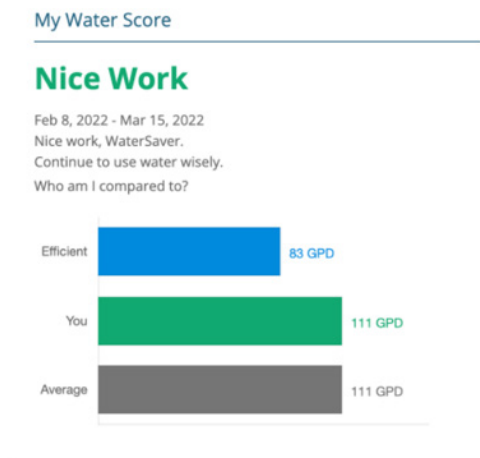 My Water Score
Nice Work
Feb 8, 2022 - Mar 15, 2022
Nice work, WaterSaver.
Continue to use water wisely.
Who am I compared to?
Efficient 83 GPD
You 111 GPD
Average 111 GPD